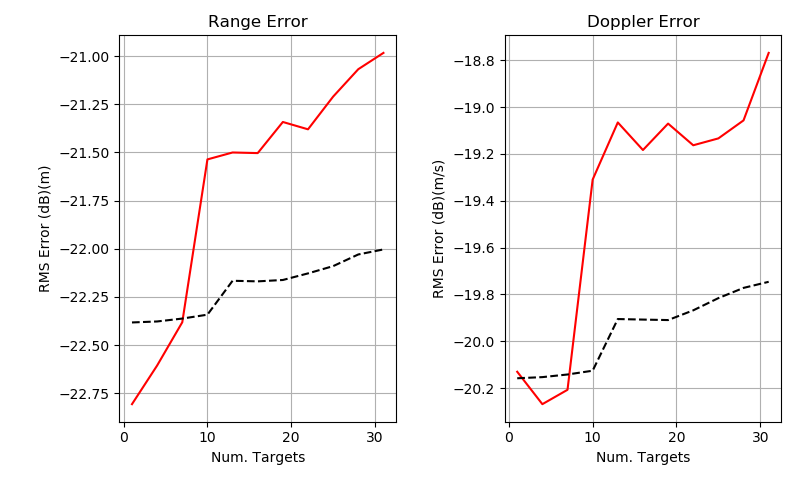 Range Error
RMS Error (dB)(m)
−21.00
−21.25
−21.50
−21.75
−22.00
−22.25
−22.50
−22.75
0 10 20 30
Num. Targets
Doppler Error
RMS Error (dB)(m/s)
−18.8
−19.0
−19.2
−19.4
−19.6
−19.8
−20.0
−20.2
0 10 20 30
Num. Targets